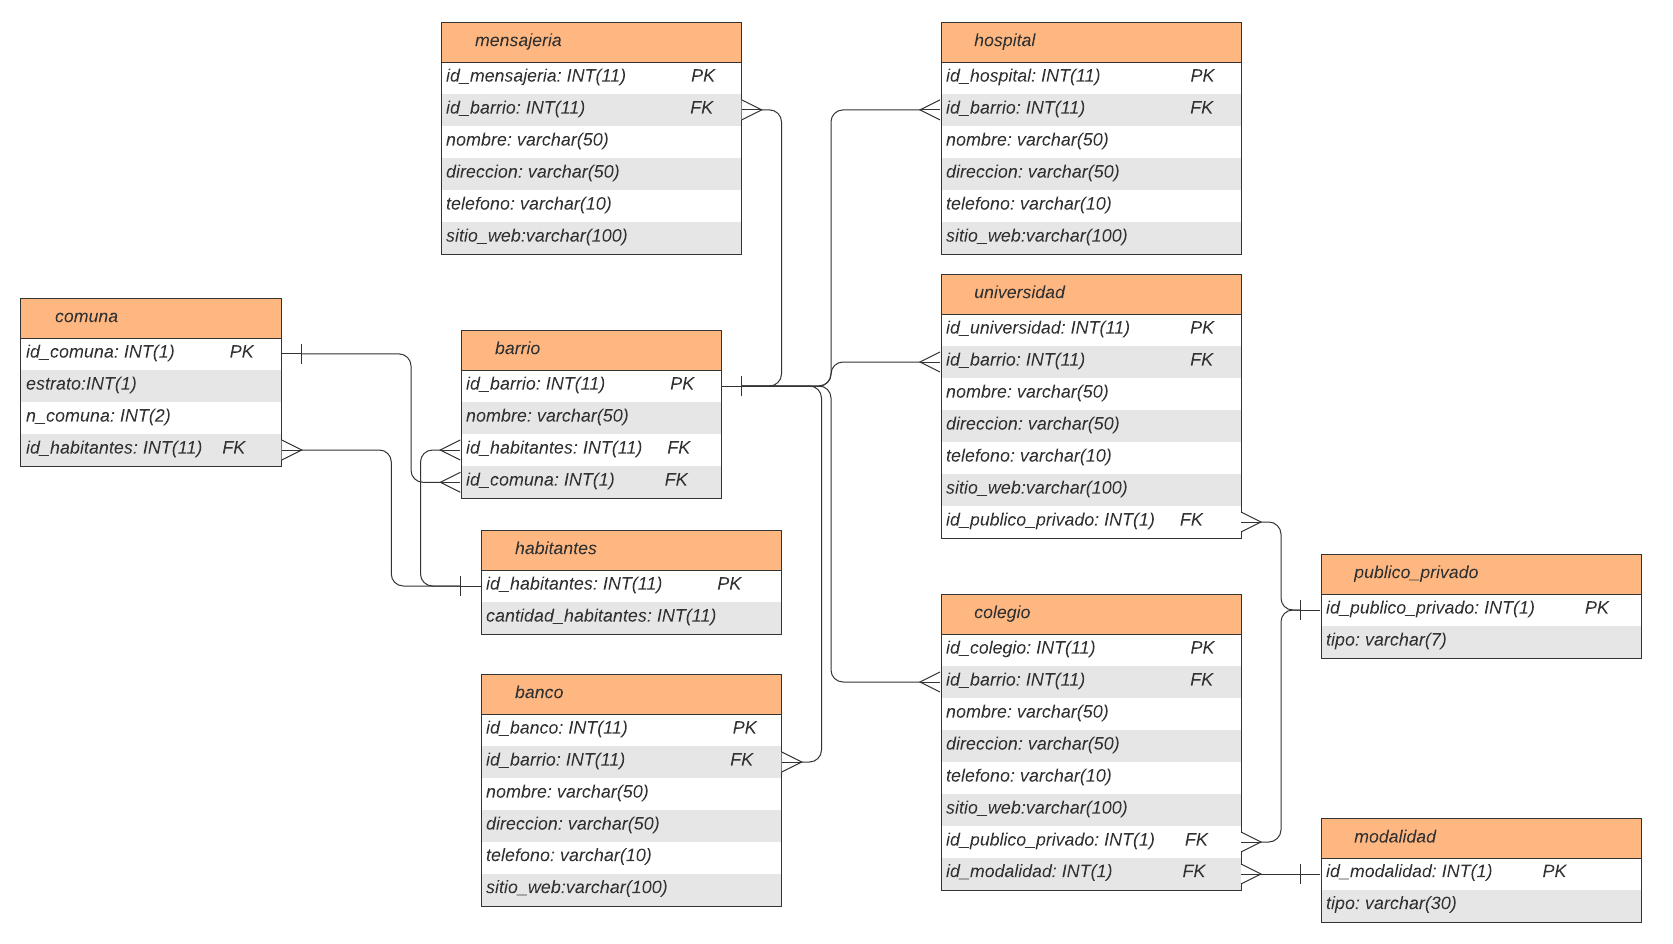 mensajeria
id_mensajeria: INT(11) PK
id_barrio: INT(11) FK
nombre: varchar(50)
direccion: varchar(50)
telefono: varchar(10)
sitio_web:varchar(100)
hospital
id_hospital: INT(11) PK
id_barrio: INT(11) FK
nombre: varchar(50)
direccion: varchar(50)
telefono: varchar(10)
sitio_web:varchar(100)
comuna
id_comuna: INT(1) PK
estrato:INT(1)
n_comuna: INT(2)
id_habitantes: INT(11) FK
barrio
id_barrio: INT(11) PK
nombre: varchar(50)
id_habitantes: INT(11) FK
id_comuna: INT(1) FK
universidad
id_universidad: INT(11) PK
id_barrio: INT(11) FK
nombre: varchar(50)
direccion: varchar(50)
telefono: varchar(10)
sitio_web:varchar(100)
id_publico_privado: INT(1) FK
habitantes
id_habitantes: INT(11) PK
cantidad_habitantes: INT(11)
banco
id_banco: INT(11) PK
id_barrio: INT(11) FK
nombre: varchar(50)
direccion: varchar(50)
telefono: varchar(10)
sitio_web:varchar(100)
colegio
id_colegio: INT(11) PK
id_barrio: INT(11) FK
nombre: varchar(50)
direccion: varchar(50)
telefono: varchar(10)
sitio_web:varchar(100)
id_publico_privado: INT(1) FK
id_modalidad: INT(1) FK
publico_privado
id_publico_privado: INT(1) PK
tipo: varchar(7)
modalidad
id_modalidad: INT(1) PK
tipo: varchar(30)